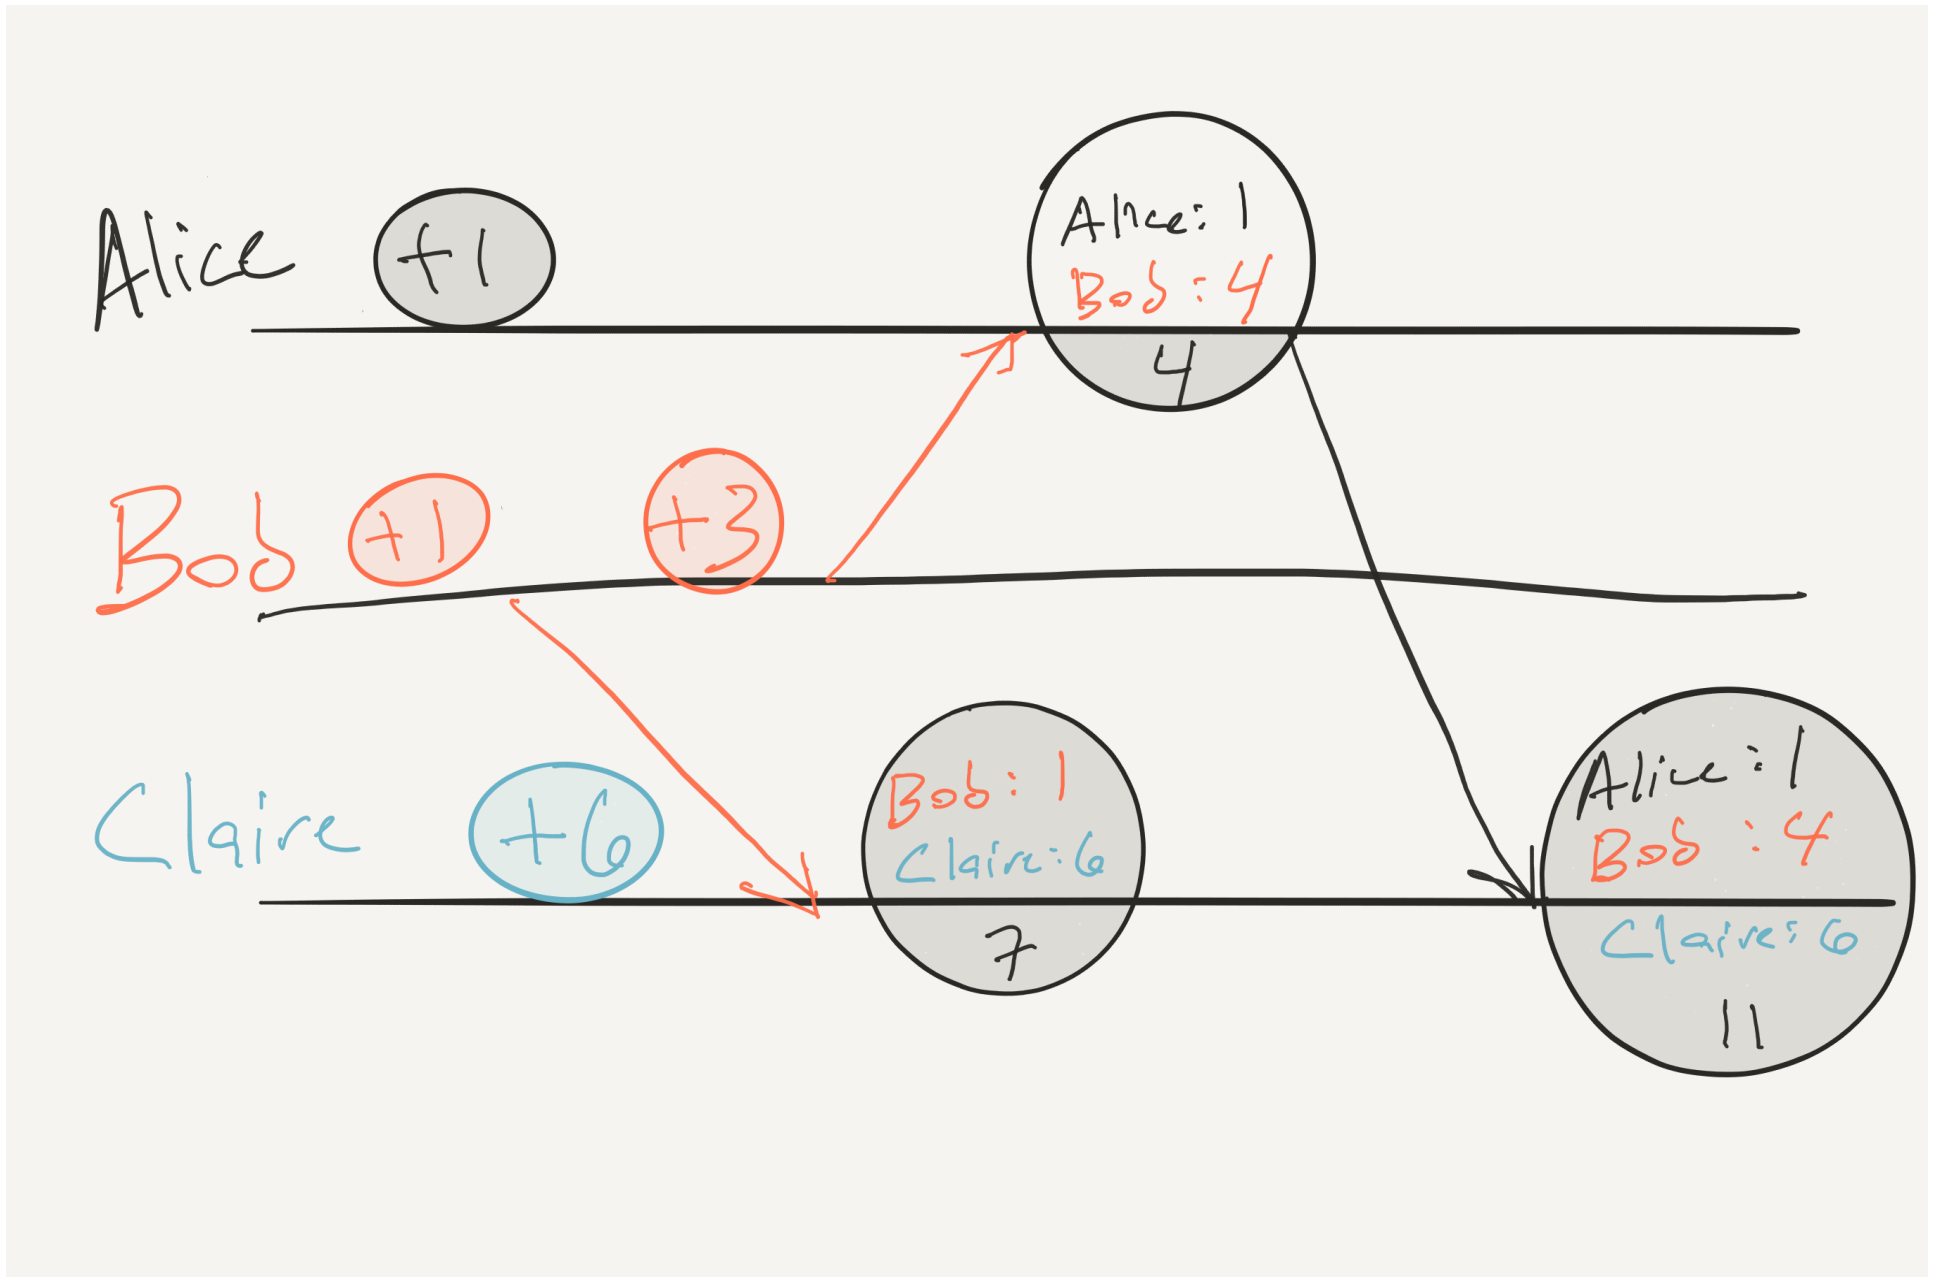 Alice
+1
Alice: 1
Bob: 4
4
Bob
+1
+3
Claire
+6
Bob: 1
Claire: 6
7
Alice: 1
Bob: 4
Claire: 6
11